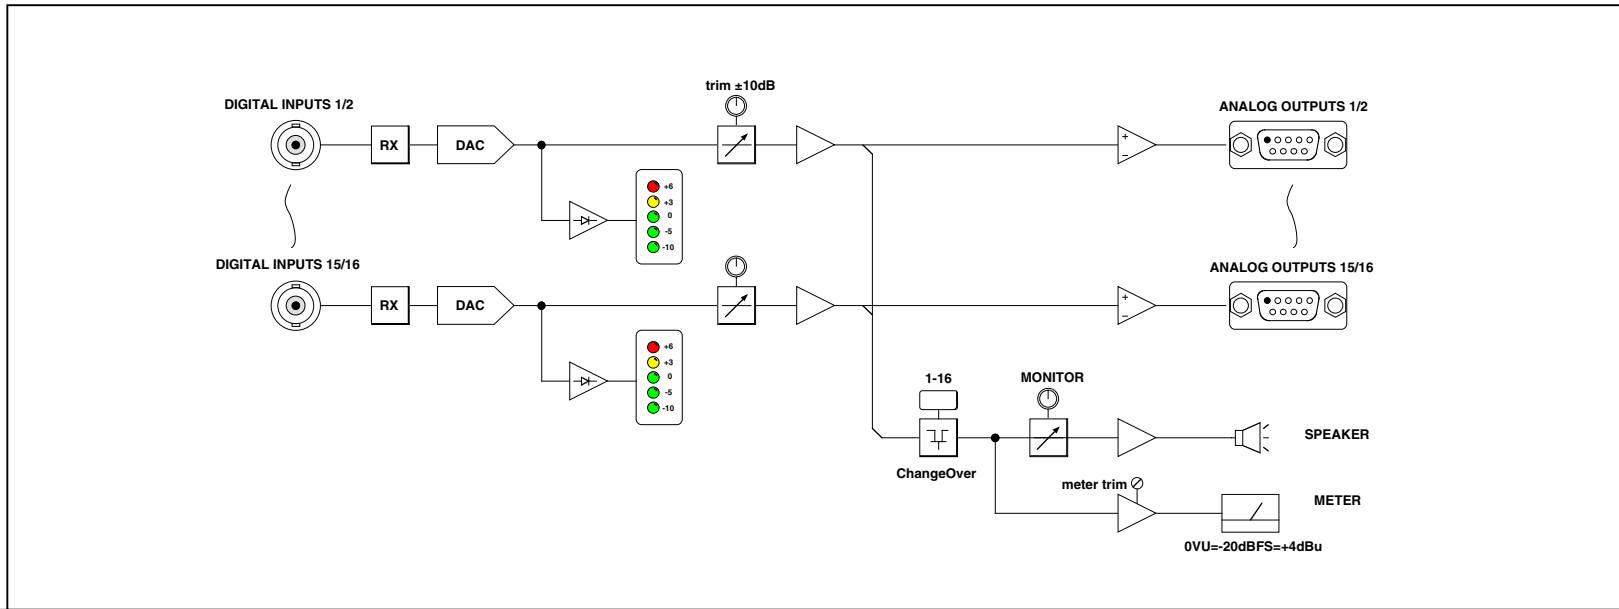 trim ±10dB
DIGITAL INPUTS 1/2
ANALOG OUTPUTS 1/2
RX
DAC
+
−
+6
+3
0
-5
-10
DIGITAL INPUTS 15/16
ANALOG OUTPUTS 15/16
RX
DAC
+
−
+6
+3
0
-5
-10
1-16
MONITOR
SPEAKER
ChangeOver
meter trim
METER
0VU=-20dBFS=+4dBu